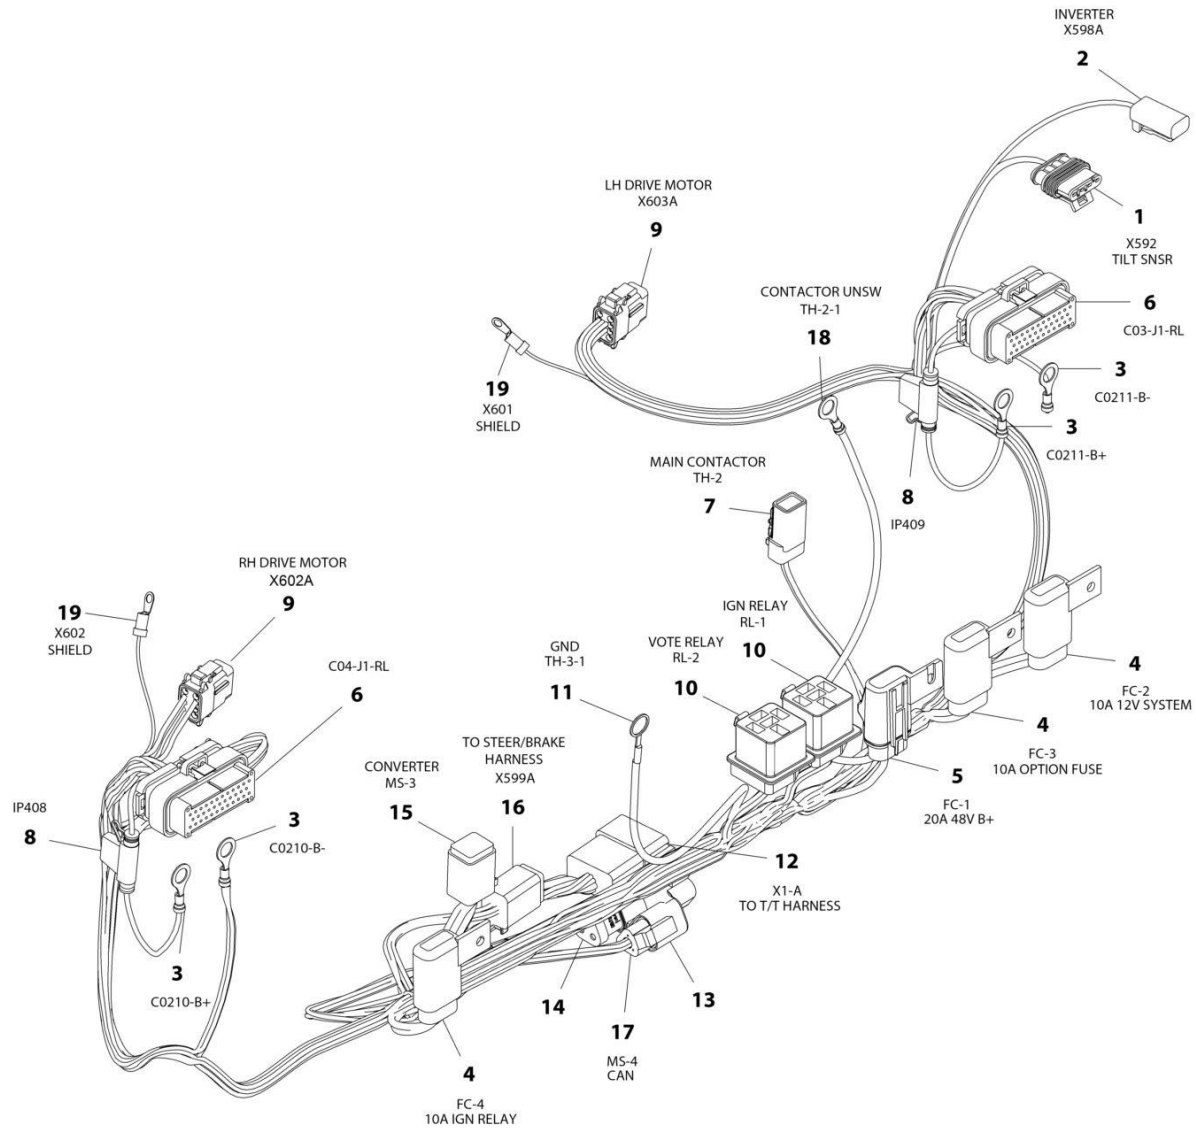 INVERTER
X598A
2
1
X592
TILT SNSR
LH DRIVE MOTOR
X603A
9
CONTACTOR UNSW
TH-2-1
18
6
C03-J1-RL
3
C0211-B-
19
X601
SHIELD
3
C0211-B+
MAIN CONTACTOR
TH-2
7
8
IP409
RH DRIVE MOTOR
X602A
9
19
X602
SHIELD
C04-J1-RL
6
IGN RELAY
RL-1
10
VOTE RELAY
RL-2
10
GND
TH-3-1
11
4
FC-2
10A 12V SYSTEM
4
FC-3
10A OPTION FUSE
5
FC-1
20A 48V B+
TO STEER/BRAKE
HARNESS
X599A
16
CONVERTER
MS-3
15
IP408
8
3
C0210-B-
12
X1-A
TO T/T HARNESS
3
C0210-B+
14
13
17
MS-4
CAN
4
FC-4
10A IGN RELAY